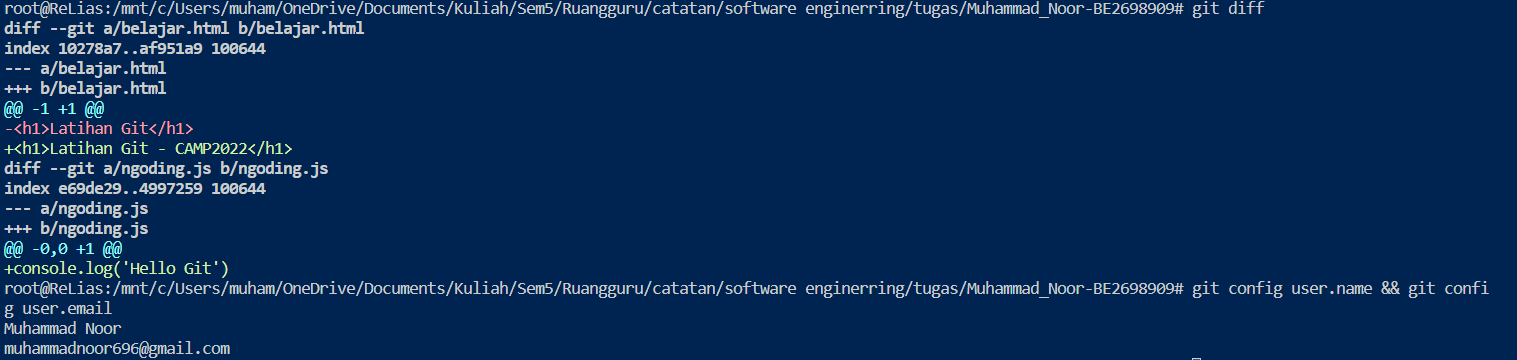 root@ReLias:/mnt/c/Users/muham/OneDrive/Documents/Kuliah/Sem5/Ruangguru/catatan/software enginerring/tugas/Muhammad_Noor-BE2698909# git diff
diff --git a/belajar.html b/belajar.html
index 10278a7..af951a9 100644
--- a/belajar.html
+++ b/belajar.html
@@ -1 +1 @@
-<h1>Latihan Git</h1>
+<h1>Latihan Git - CAMP2022</h1>
diff --git a/ngoding.js b/ngoding.js
index e69de29..4997259 100644
--- a/ngoding.js
+++ b/ngoding.js
@@ -0,0 +1 @@
+console.log('Hello Git')
root@ReLias:/mnt/c/Users/muham/OneDrive/Documents/Kuliah/Sem5/Ruangguru/catatan/software enginerring/tugas/Muhammad_Noor-BE2698909# git config user.name && git confi
g user.email
Muhammad Noor
muhammadnoor696@gmail.com